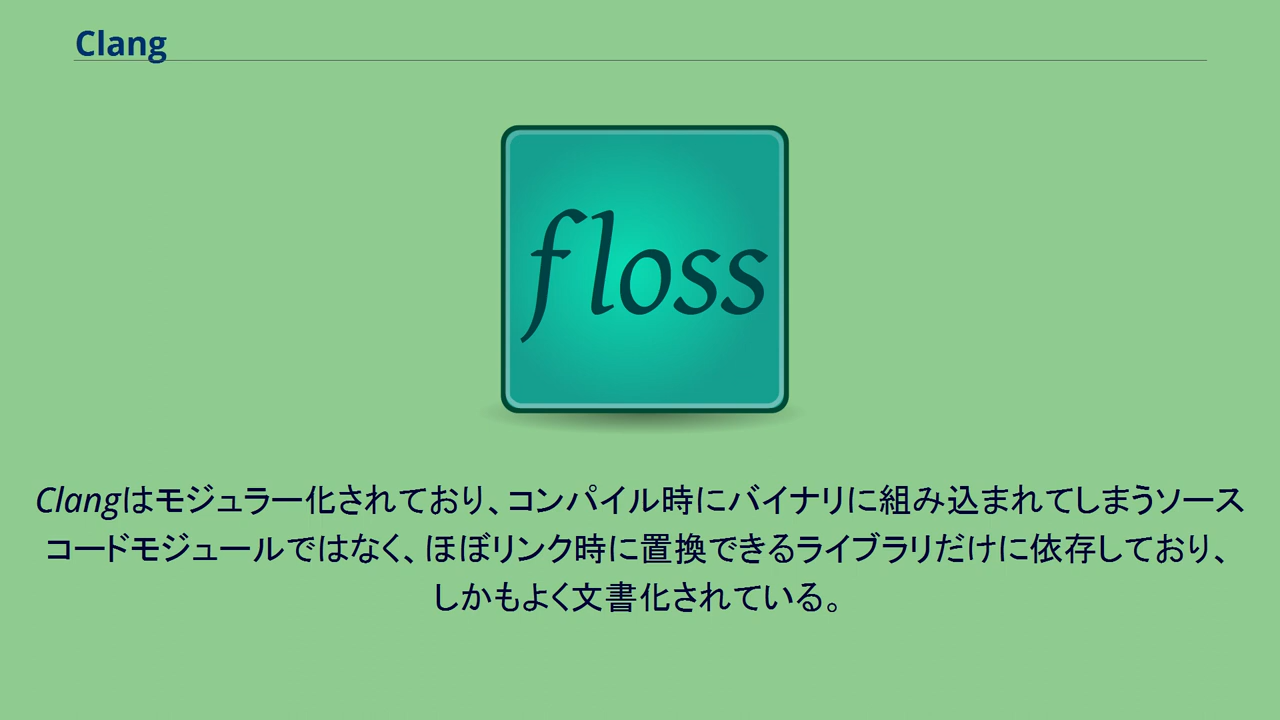 Clang
floss
Clangはモジュラー化されており、コンパイル時にバイナリに組み込まれてしまうソース
コードモジュールではなく、ほぼリンク時に置換できるライブラリだけに依存しており、
しかもよく文書化されている。